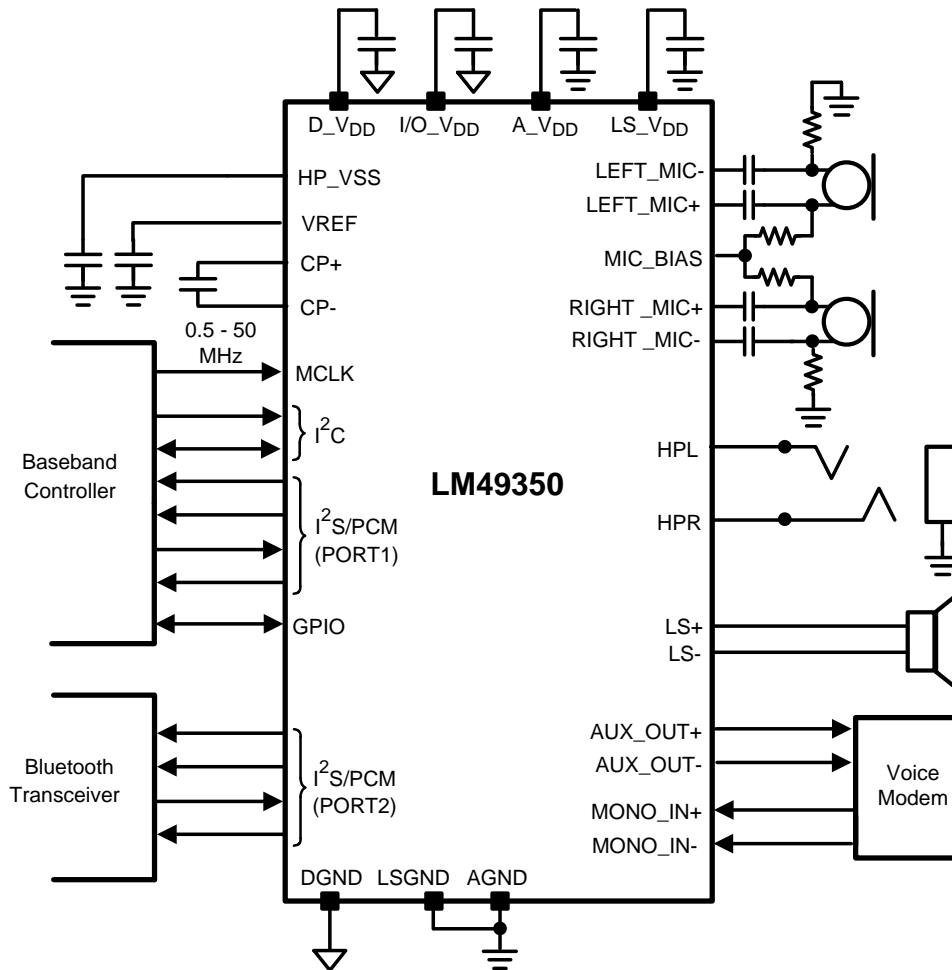 D_VDD
I/O_VDD
A_VDD
LS_VDD
HP_VSS
VREF
CP+
CP-
0.5 - 50
MHz
MCLK
I2C
Baseband
Controller
I2S/PCM
(PORT1)
GPIO
Bluetooth
Transceiver
I2S/PCM
(PORT2)
LM49350
LEFT_MIC-
LEFT_MIC+
MIC_BIAS
RIGHT _MIC+
RIGHT _MIC-
HPL
HPR
LS+
LS-
AUX_OUT+
AUX_OUT-
MONO_IN+
MONO_IN-
Voice
Modem
DGND
LSGND
AGND